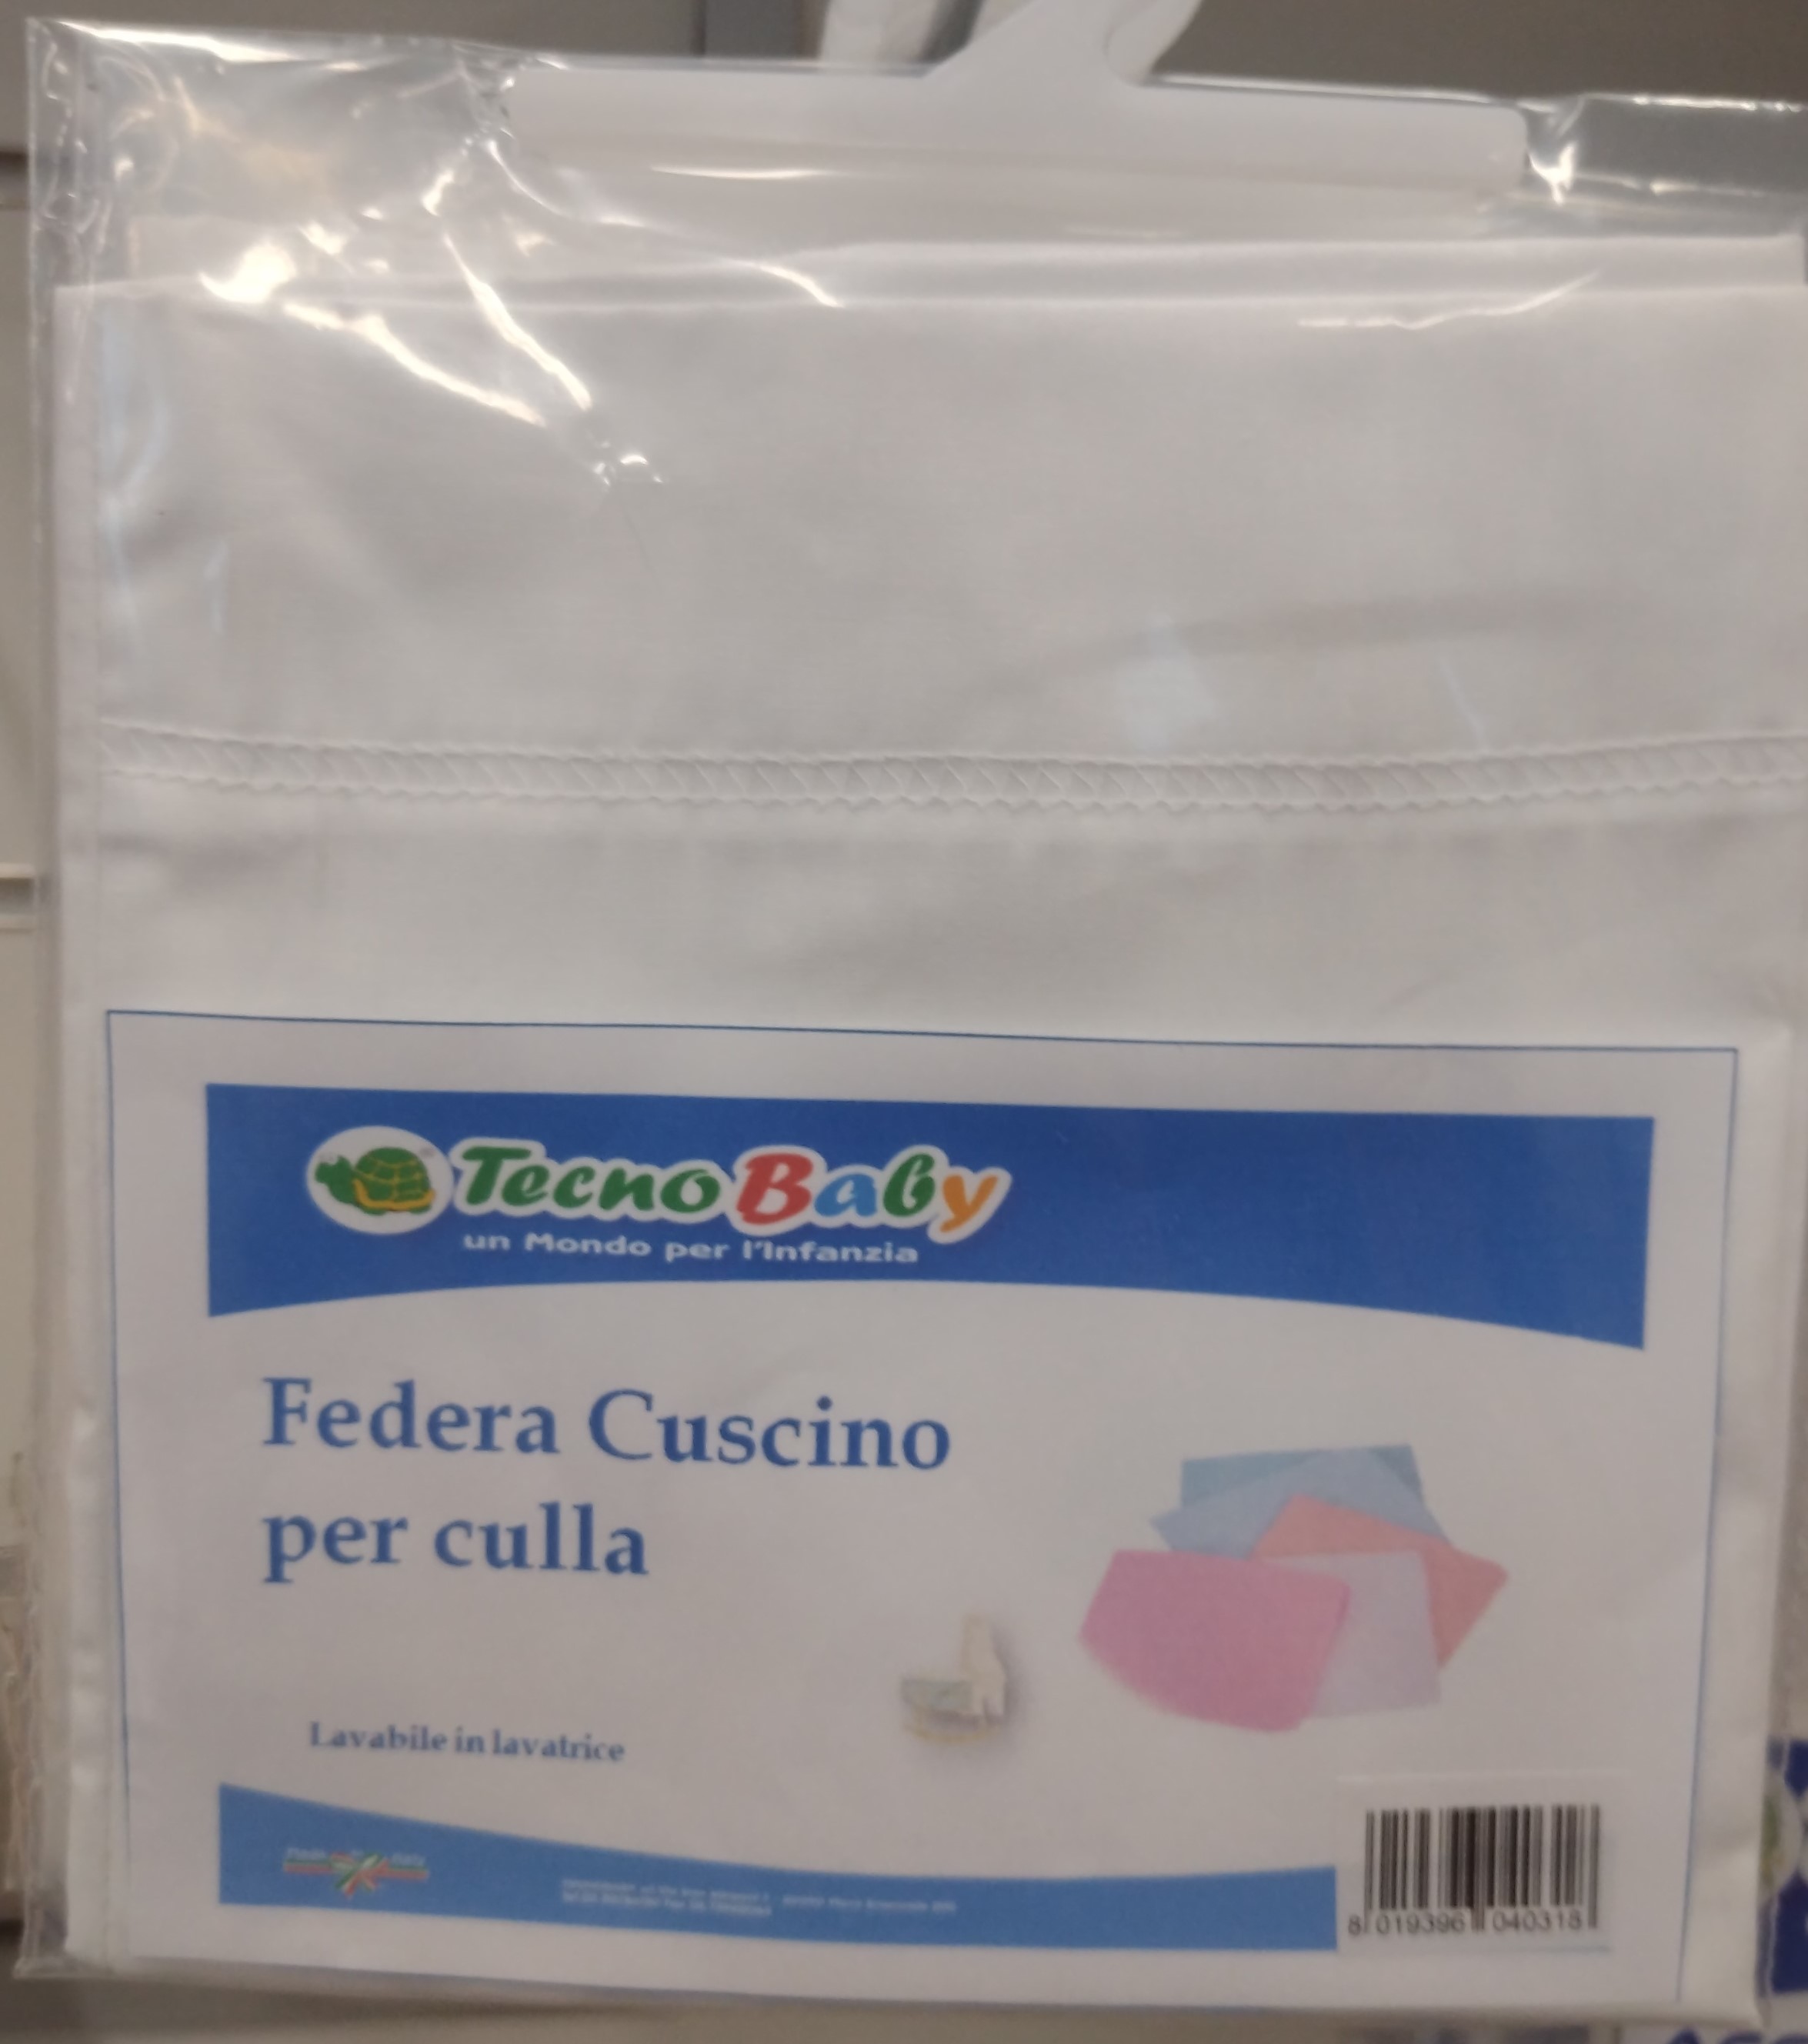 TecnoBaby
un Mondo per l'Infanzia
Federa Cuscino
per culla
Lavabile in lavatrice
8 019396 040318